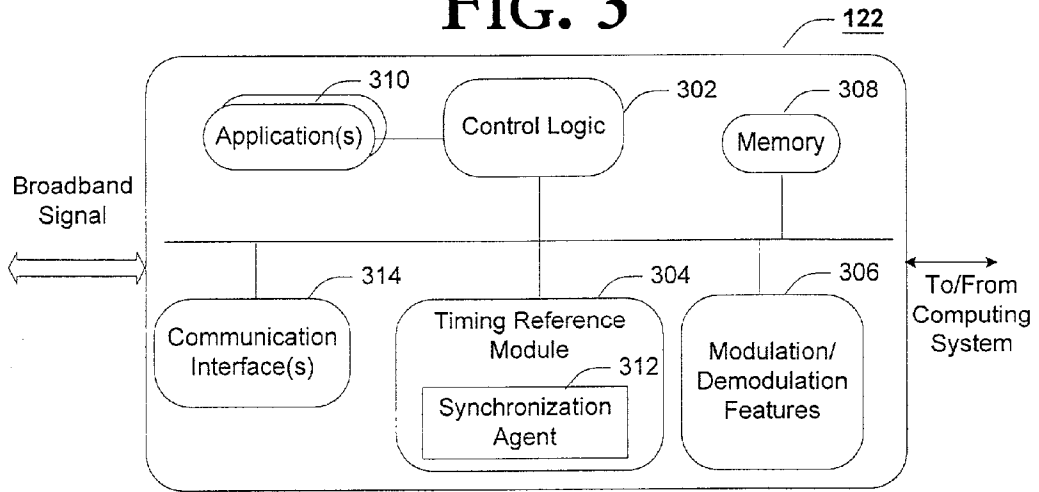 FIG. 3
122
310
302
308
Application(s)
Control Logic
Memory
Broadband
Signal
314
304
306
Communication
Interface(s)
Timing Reference
Module
312
Synchronization
Agent
Modulation/
Demodulation
Features
To/From
Computing
System